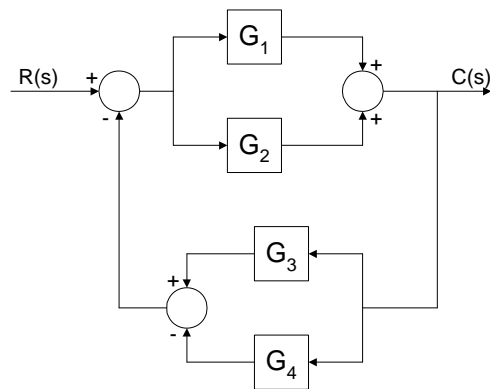 G₁
R(s)
+
+
C(s)
-
+
G₂
G₃
+
-
G₄